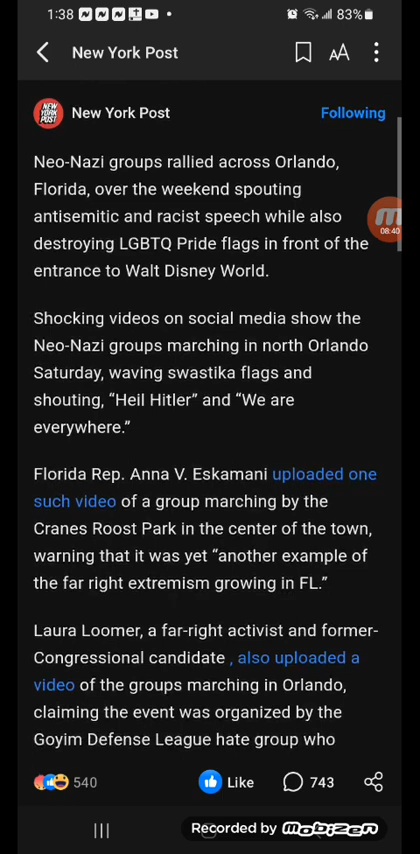 1:38 83%
New York Post AA
NEW YORK POST New York Post Following
Neo-Nazi groups rallied across Orlando,
Florida, over the weekend spouting
antisemitic and racist speech while also
destroying LGBTQ Pride flags in front of the
entrance to Walt Disney World.
08:40
Shocking videos on social media show the
Neo-Nazi groups marching in north Orlando
Saturday, waving swastika flags and
shouting, “Heil Hitler” and “We are
everywhere.”
Florida Rep. Anna V. Eskamani uploaded one
such video of a group marching by the
Cranes Roost Park in the center of the town,
warning that it was yet “another example of
the far right extremism growing in FL.”
Laura Loomer, a far-right activist and former-
Congressional candidate , also uploaded a
video of the groups marching in Orlando,
claiming the event was organized by the
Goyim Defense League hate group who
540 Like 743
Recorded by mobizen